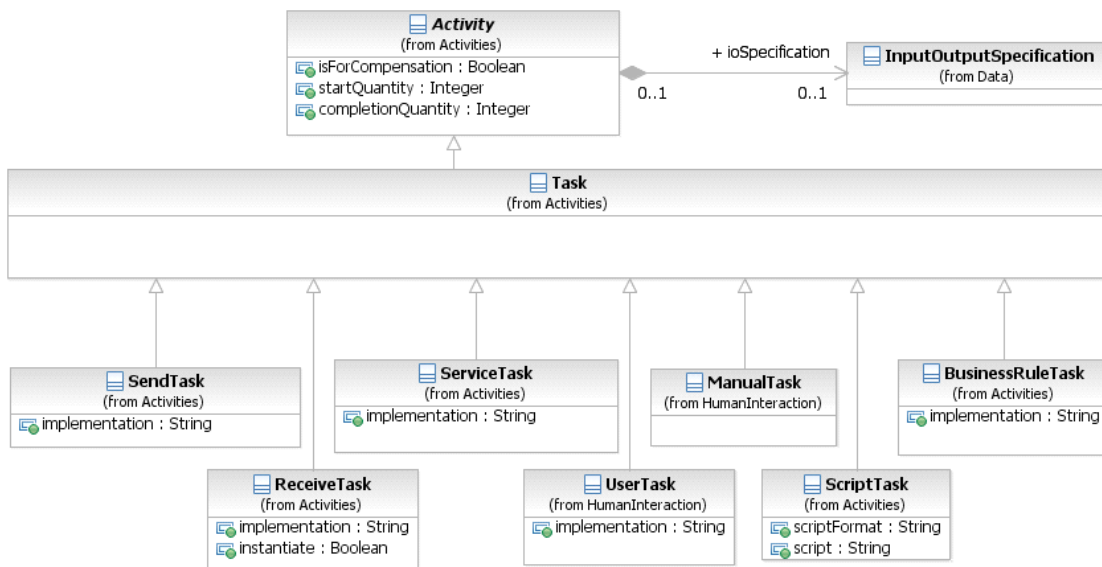 Activity
(from Activities)
isForCompensation : Boolean
startQuantity : Integer
completionQuantity : Integer
+ ioSpecification
0..1
0..1
InputOutputSpecification
(from Data)
Task
(from Activities)
SendTask
(from Activities)
implementation : String
ServiceTask
(from Activities)
implementation : String
ManualTask
(from HumanInteraction)
BusinessRuleTask
(from Activities)
implementation : String
ReceiveTask
(from Activities)
implementation : String
instantiate : Boolean
UserTask
(from HumanInteraction)
implementation : String
ScriptTask
(from Activities)
scriptFormat : String
script : String